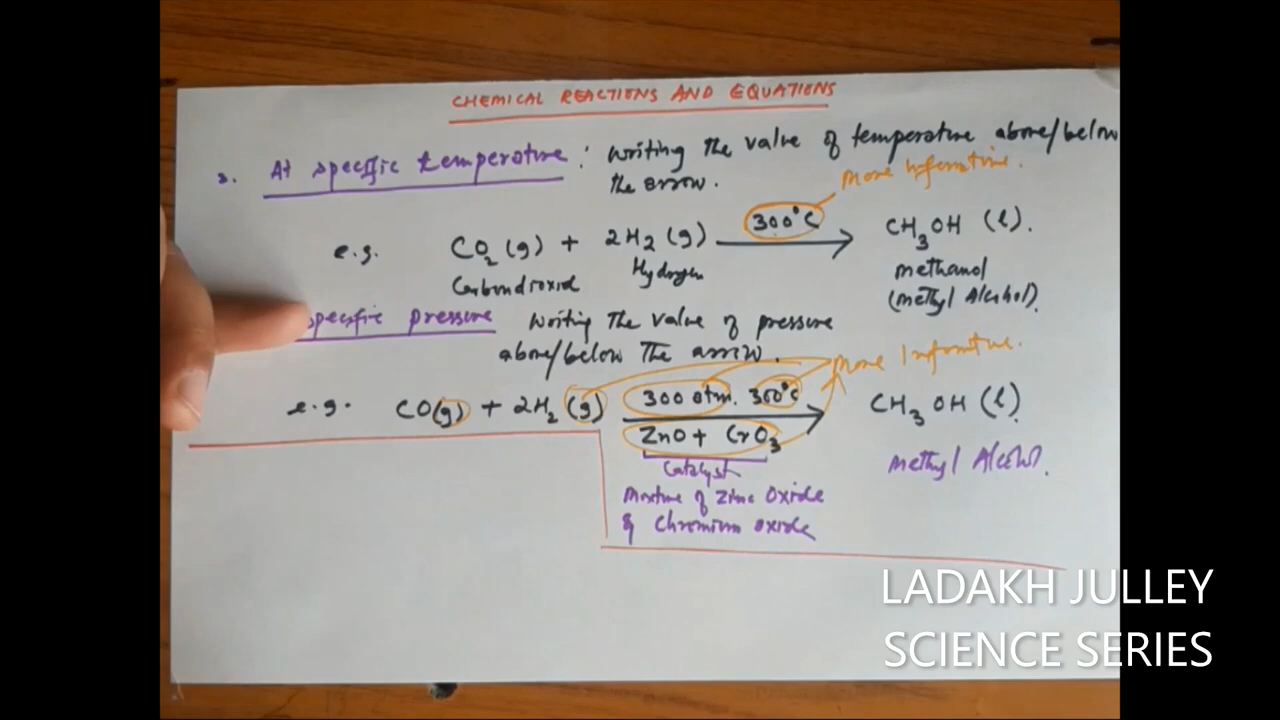 CHEMICAL REACTIONS AND EQUATIONS
2. At specific temperature : Writing the value of temperature above/below
the arrow.
More Informative.
e.g. CO₂ (g) + 2H₂ (g) 300°C → CH₃OH (l).
Carbondioxide Hydrogen methanol
(methyl Alcohol).
specific pressure Writing the value of pressure
above/below the arrow.
More Informative.
e.g. CO(g) + 2H₂ (g) 300 atm. 300°C → CH₃OH (l).
ZnO + CrO₃
Catalyst
methyl Alcohol.
Mixture of Zinc Oxide
& Chromium oxide
LADAKH JULLEY
SCIENCE SERIES